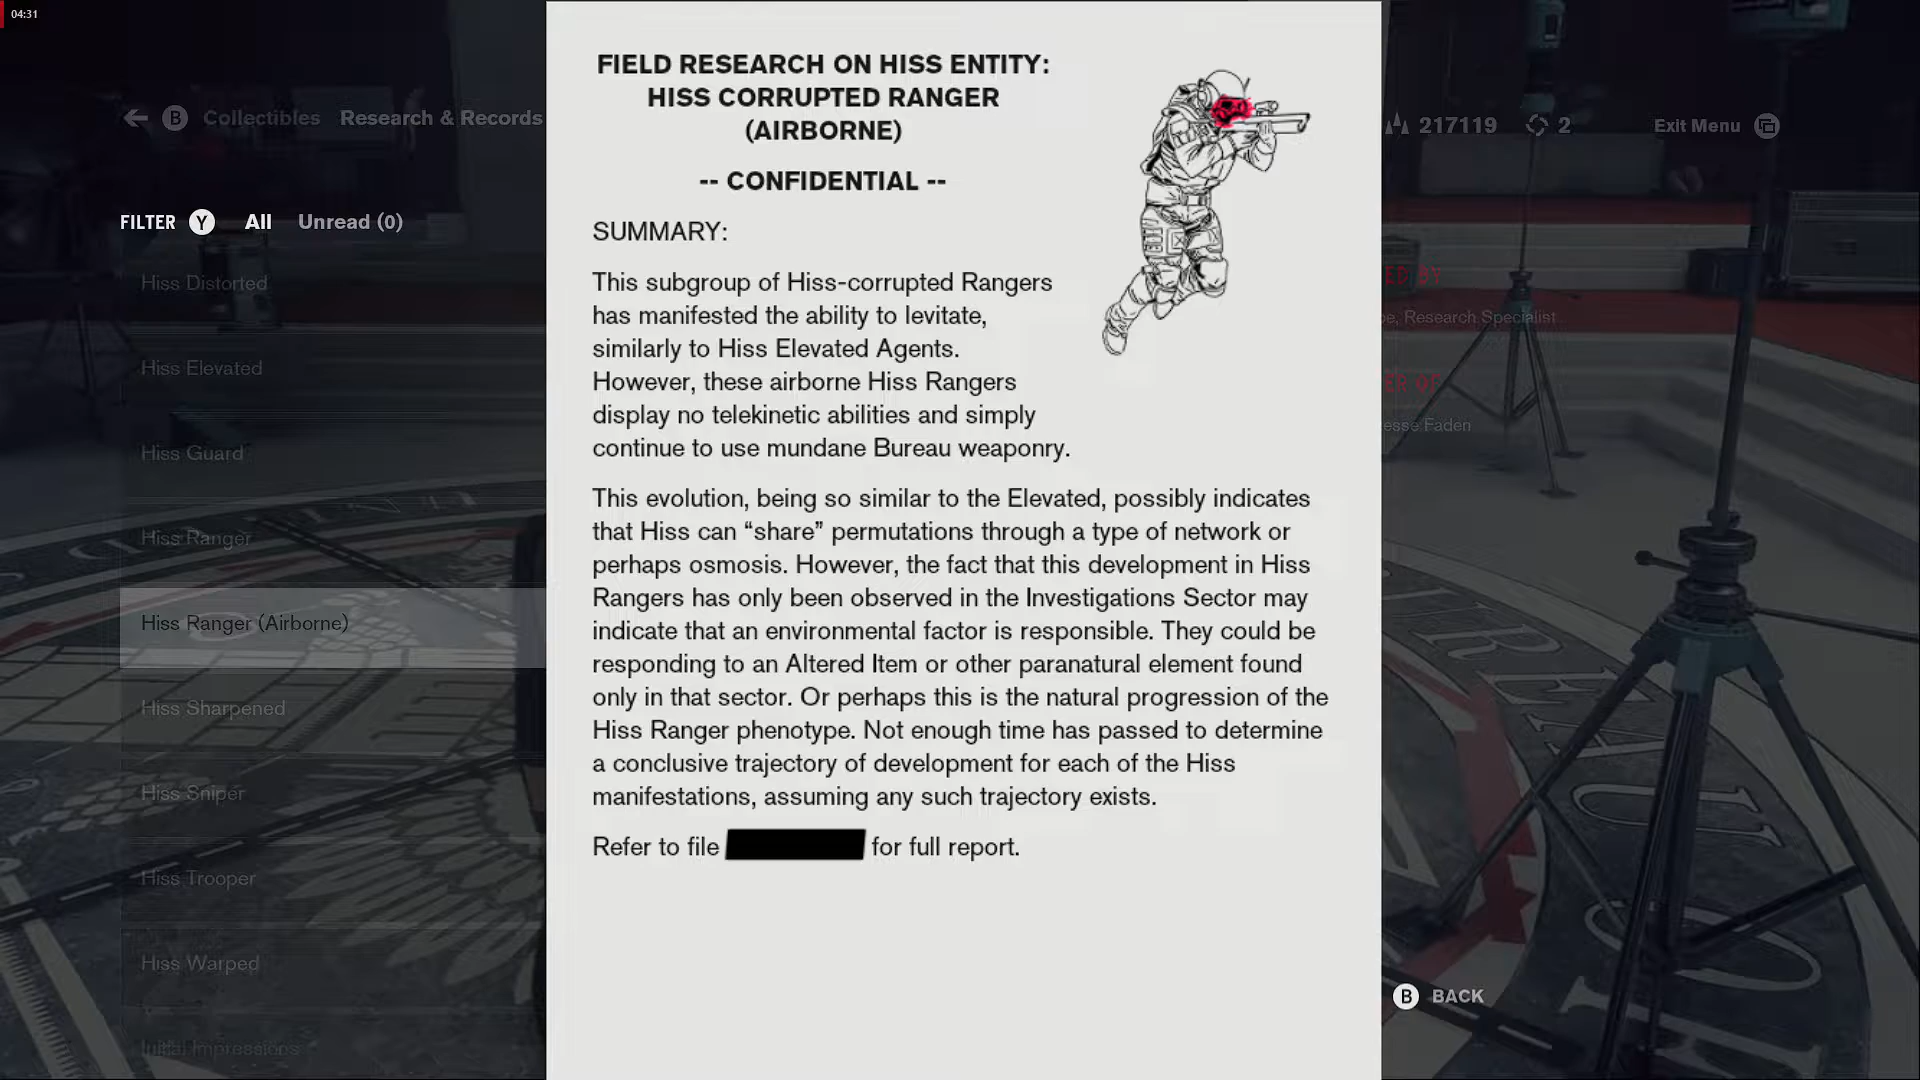 04:31
B Collectibles Research & Records
217119 2 Exit Menu
FILTER Y All Unread (0)
Hiss Distorted
Hiss Elevated
Hiss Guard
Hiss Ranger
Hiss Ranger (Airborne)
Hiss Sharpened
Hiss Sniper
Hiss Trooper
Hiss Warped
Initial Impressions
FIELD RESEARCH ON HISS ENTITY:
HISS CORRUPTED RANGER
(AIRBORNE)
-- CONFIDENTIAL --
SUMMARY:
This subgroup of Hiss-corrupted Rangers
has manifested the ability to levitate,
similarly to Hiss Elevated Agents.
However, these airborne Hiss Rangers
display no telekinetic abilities and simply
continue to use mundane Bureau weaponry.
This evolution, being so similar to the Elevated, possibly indicates
that Hiss can “share” permutations through a type of network or
perhaps osmosis. However, the fact that this development in Hiss
Rangers has only been observed in the Investigations Sector may
indicate that an environmental factor is responsible. They could be
responding to an Altered Item or other paranatural element found
only in that sector. Or perhaps this is the natural progression of the
Hiss Ranger phenotype. Not enough time has passed to determine
a conclusive trajectory of development for each of the Hiss
manifestations, assuming any such trajectory exists.
Refer to file for full report.
ED BY
pe, Research Specialist
ER OF
esse Faden
B BACK